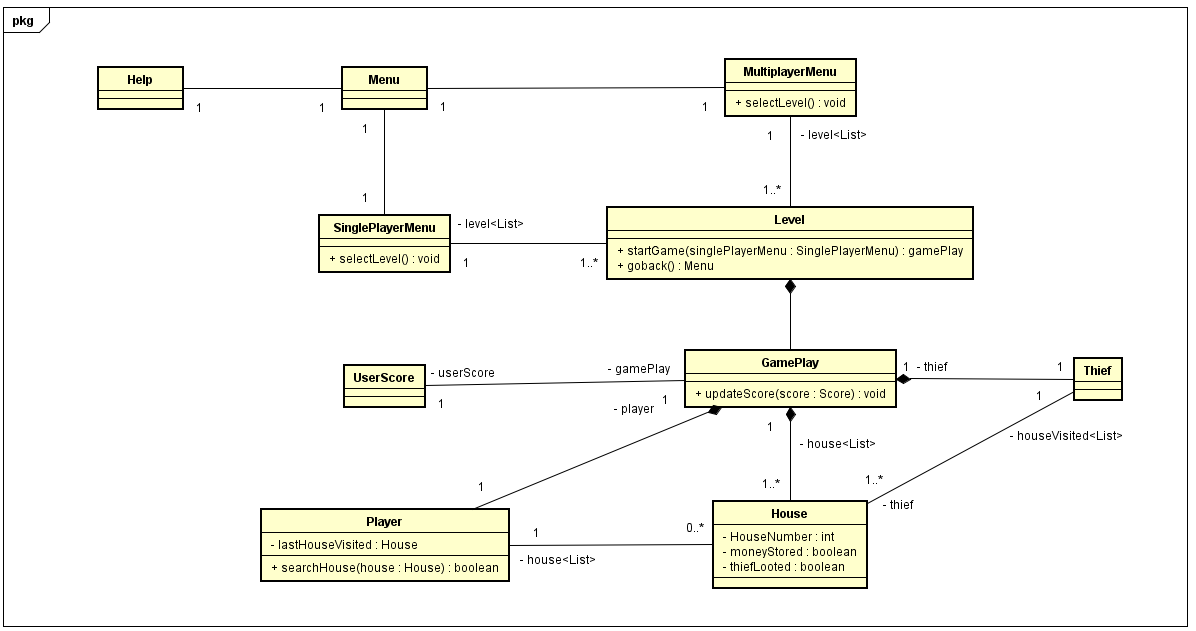 pkg
Help
Menu
MultiplayerMenu
+ selectLevel() : void
1
1
1
1
1
1
- level<List>
1
1..*
SinglePlayerMenu
+ selectLevel() : void
- level<List>
1
1..*
Level
+ startGame(singlePlayerMenu : SinglePlayerMenu) : gamePlay
+ goback() : Menu
UserScore
- userScore
1
- gamePlay
1
GamePlay
+ updateScore(score : Score) : void
1
- thief
1
Thief
- player
1
1
- house<List>
1..*
1
- houseVisited<List>
1..*
- thief
Player
- lastHouseVisited : House
+ searchHouse(house : House) : boolean
1
- house<List>
0..*
House
- HouseNumber : int
- moneyStored : boolean
- thiefLooted : boolean